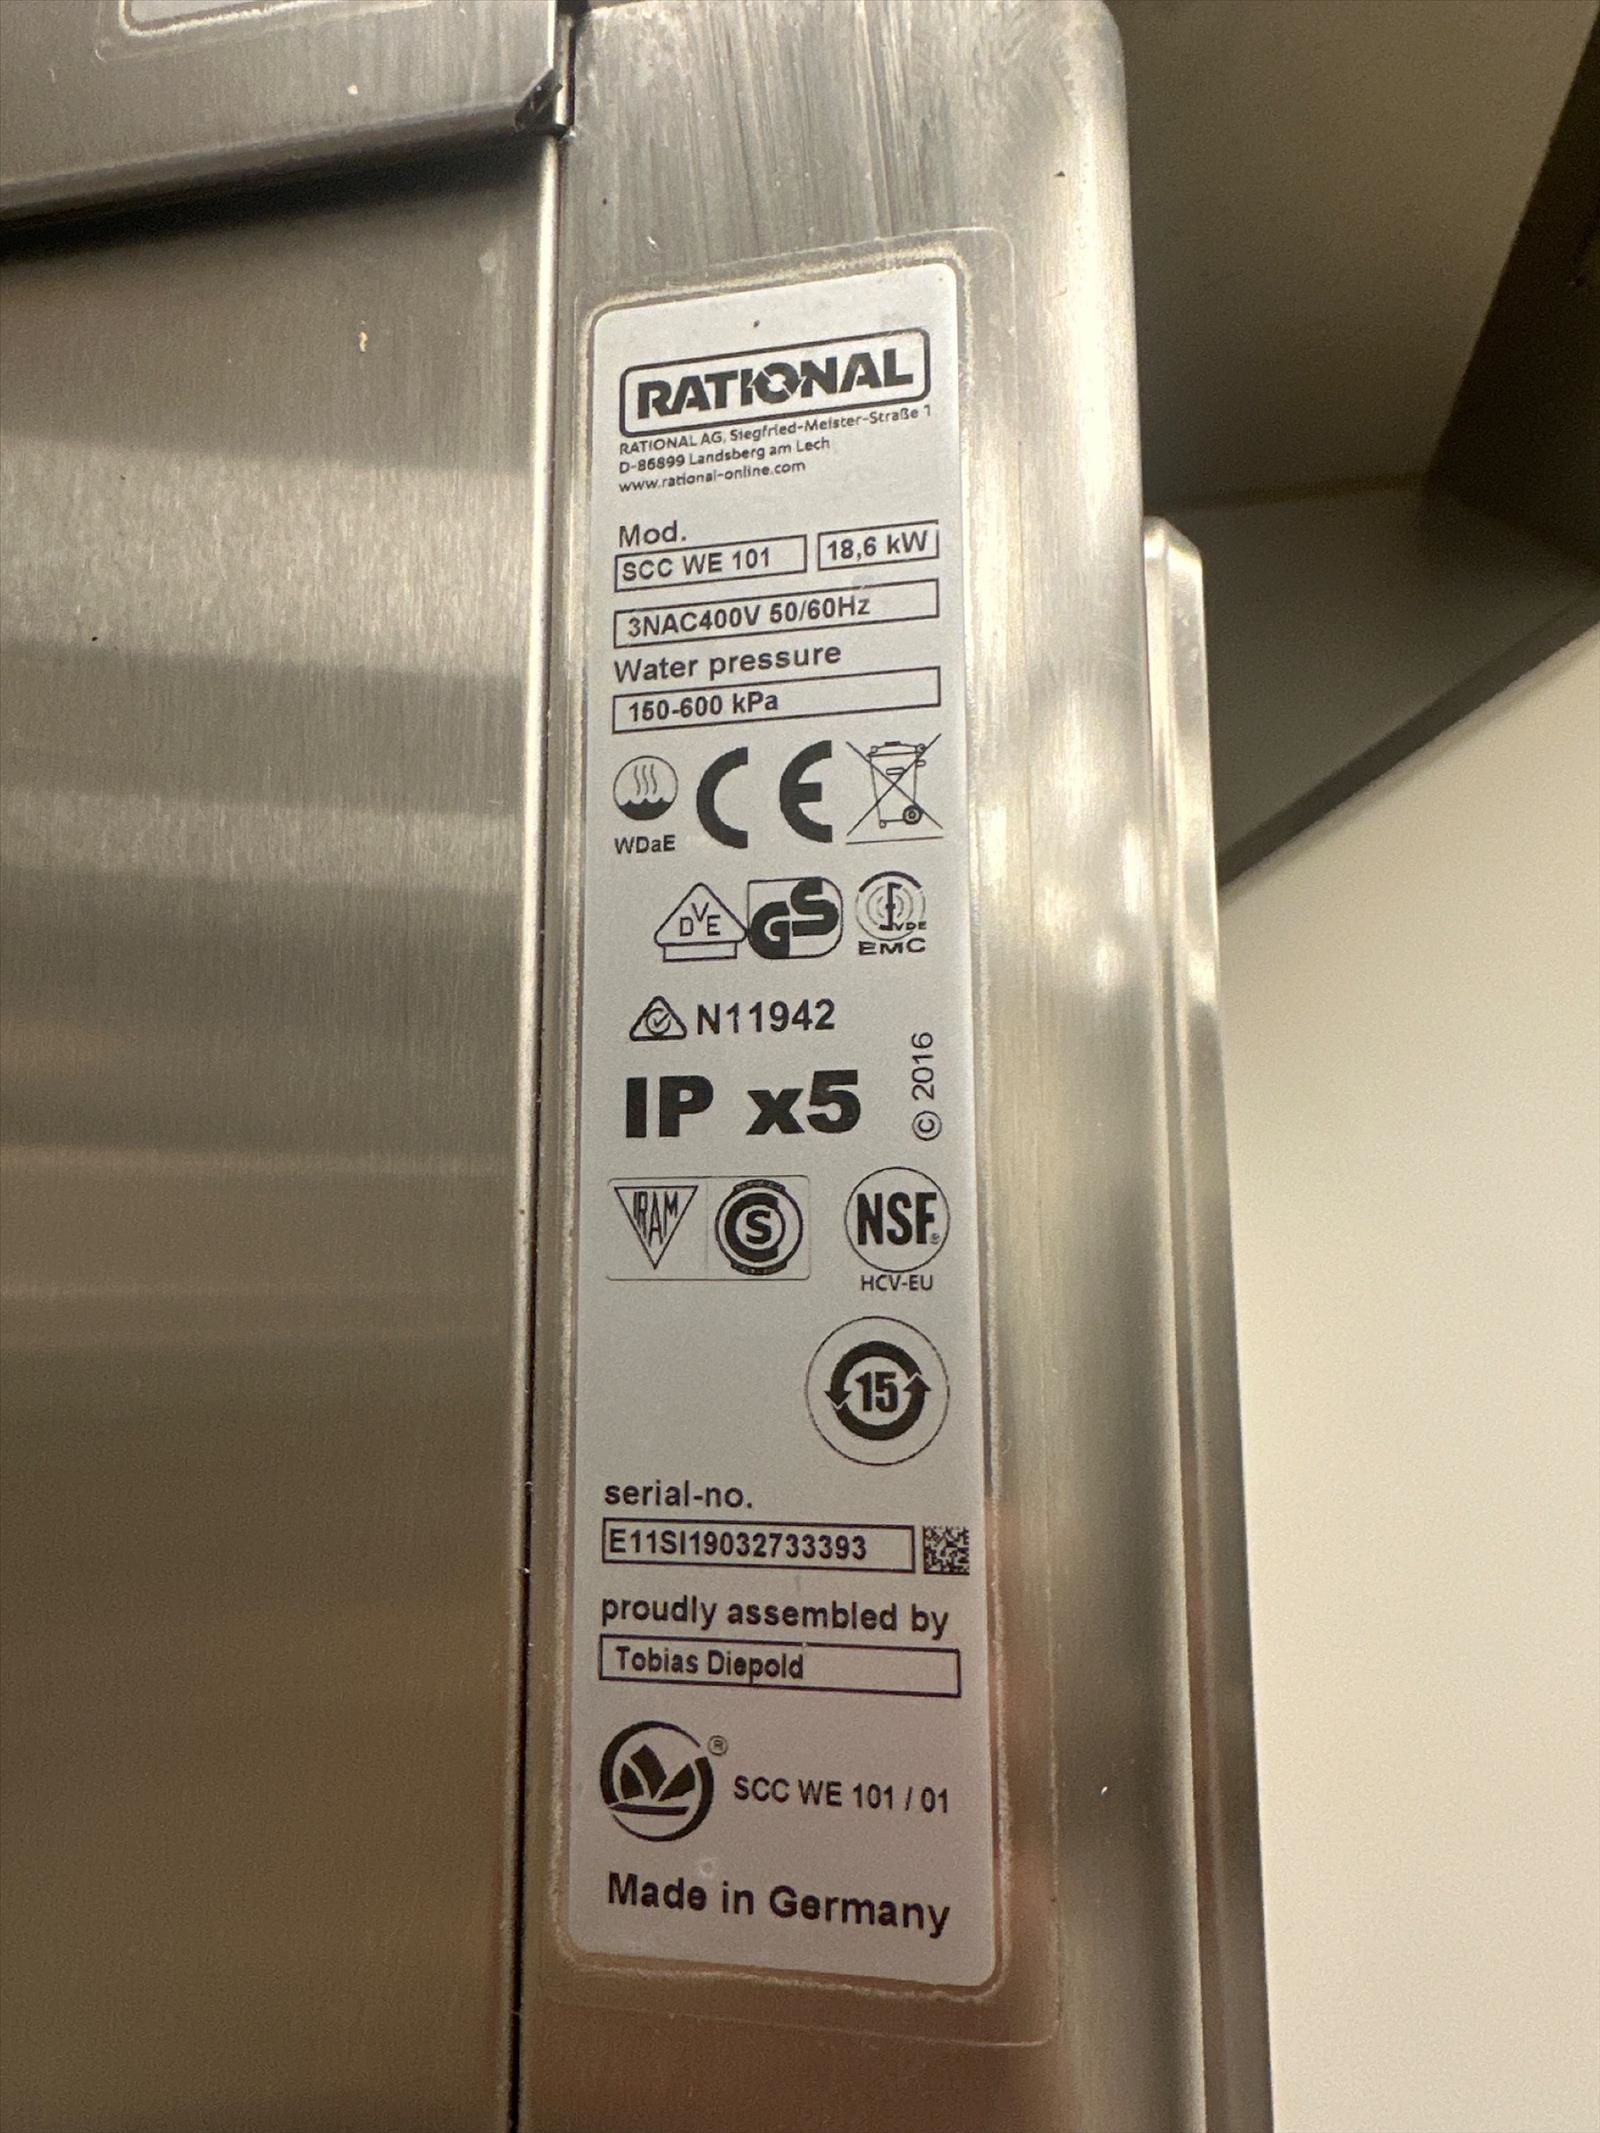 RATIONAL
RATIONAL AG, Siegfried-Meister-Straße 1
D-86899 Landsberg am Lech
www.rational-online.com
Mod.
SCC WE 101 18,6 kW
3NAC400V 50/60Hz
Water pressure
150-600 kPa
WDaE CE
DVE GS VDE
EMC
N11942
IP x5
© 2016
IRAM S NSF®
HCV-EU
15
serial-no.
E11SI19032733393
proudly assembled by
Tobias Diepold
® SCC WE 101 / 01
Made in Germany